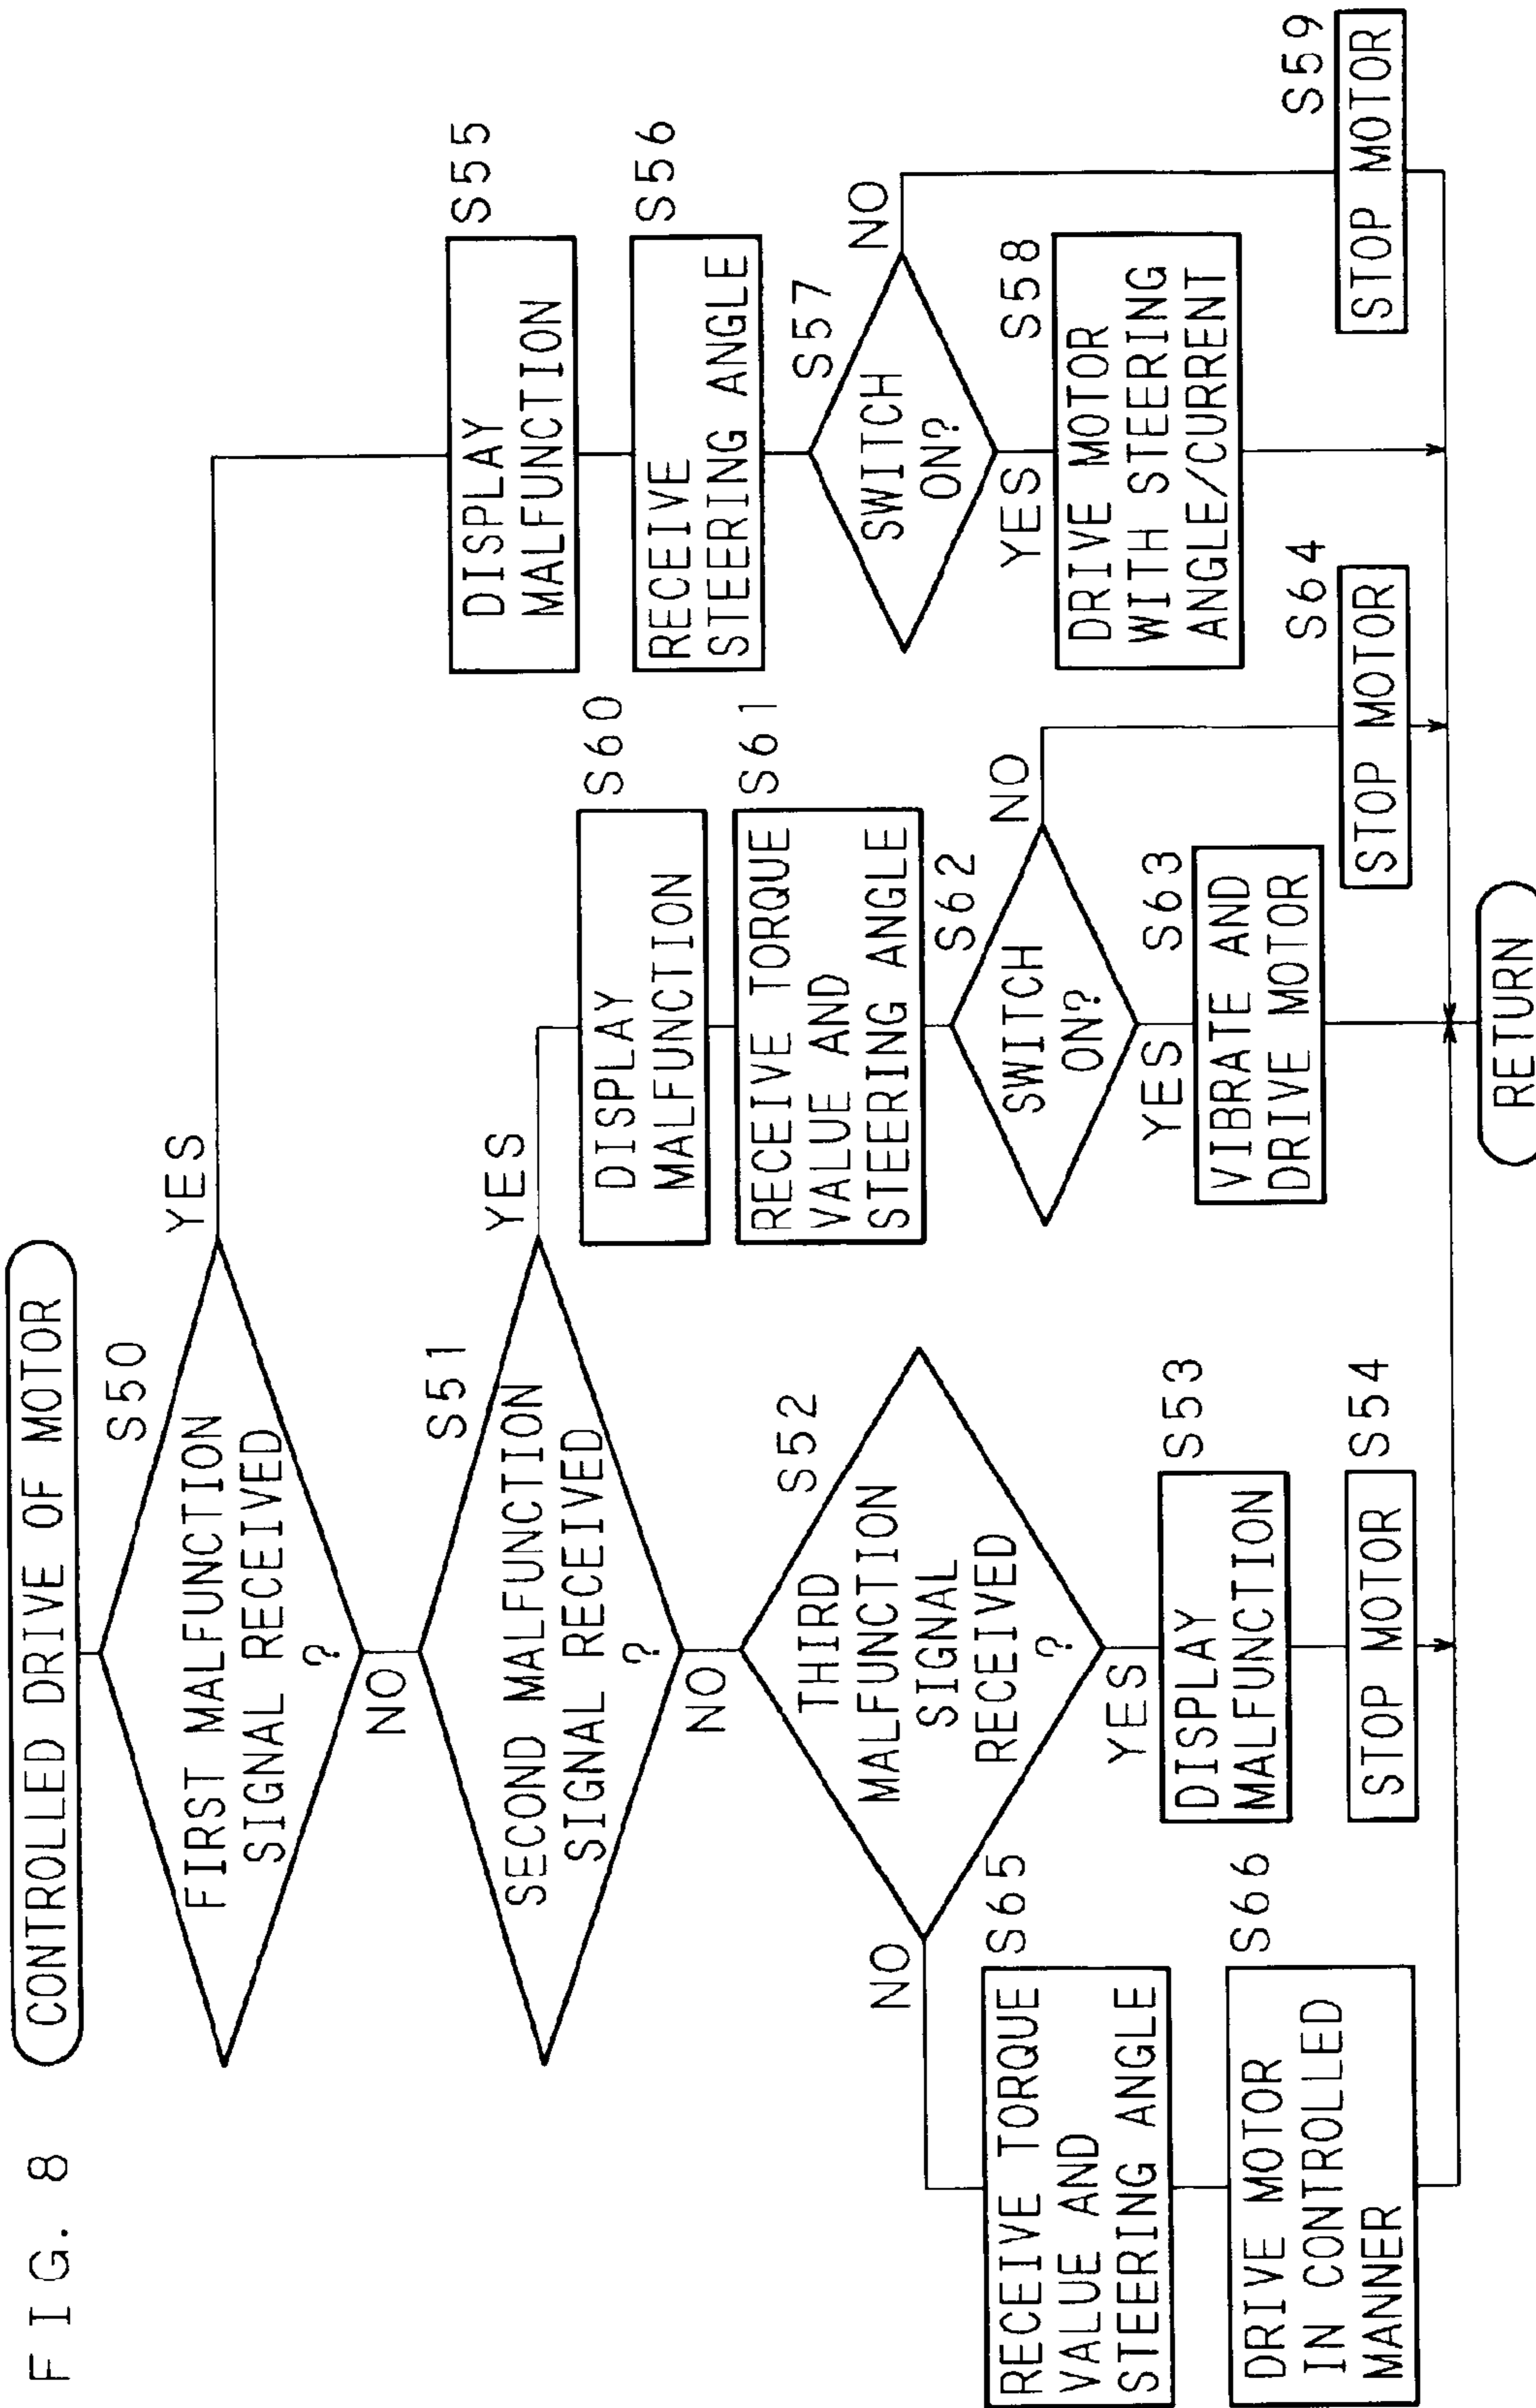 FIG. 8
CONTROLLED DRIVE OF MOTOR
S50
FIRST MALFUNCTION
SIGNAL RECEIVED
?
YES
NO
S51
SECOND MALFUNCTION
SIGNAL RECEIVED
?
YES
NO
S52
THIRD
MALFUNCTION
SIGNAL
RECEIVED
?
NO
YES
S65
RECEIVE TORQUE
VALUE AND
STEERING ANGLE
S66
DRIVE MOTOR
IN CONTROLLED
MANNER
S53
DISPLAY
MALFUNCTION
S54
STOP MOTOR
S60
DISPLAY
MALFUNCTION
S61
RECEIVE TORQUE
VALUE AND
STEERING ANGLE
S62
SWITCH
ON?
NO
YES
S63
VIBRATE AND
DRIVE MOTOR
S64
STOP MOTOR
S55
DISPLAY
MALFUNCTION
S56
RECEIVE
STEERING ANGLE
S57
SWITCH
ON?
NO
YES
S58
DRIVE MOTOR
WITH STEERING
ANGLE/CURRENT
S59
STOP MOTOR
RETURN